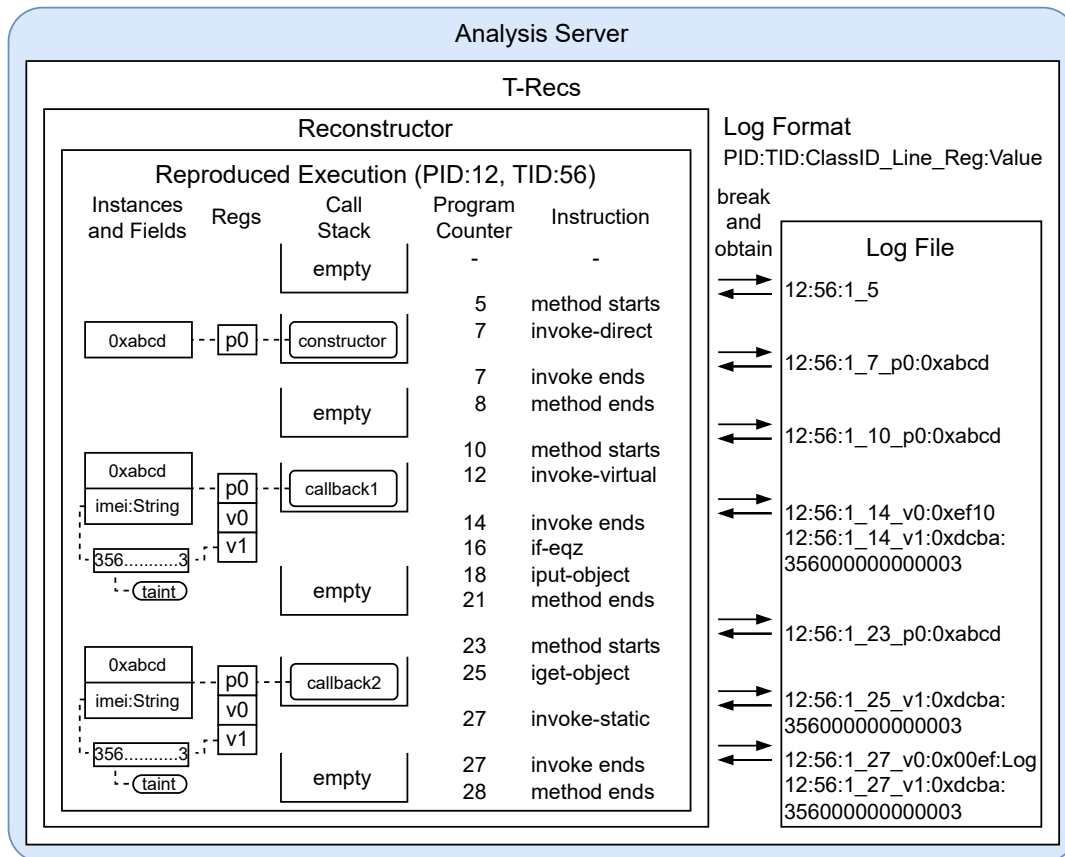 Analysis Server
T-Recs
Reconstructor
Reproduced Execution (PID:12, TID:56)
Instances
and Fields
Regs
Call
Stack
Program
Counter
Instruction
empty
-
-
5 method starts
0xabcd
p0
constructor
7 invoke-direct
7 invoke ends
empty
8 method ends
10 method starts
0xabcd
imei:String
p0
v0
v1
callback1
12 invoke-virtual
14 invoke ends
16 if-eqz
356...........3
taint
empty
18 iput-object
21 method ends
23 method starts
0xabcd
imei:String
p0
v0
v1
callback2
25 iget-object
27 invoke-static
356...........3
taint
empty
27 invoke ends
28 method ends
Log Format
PID:TID:ClassID_Line_Reg:Value
break
and
obtain
Log File
12:56:1_5
12:56:1_7_p0:0xabcd
12:56:1_10_p0:0xabcd
12:56:1_14_v0:0xef10
12:56:1_14_v1:0xdcba:
356000000000003
12:56:1_23_p0:0xabcd
12:56:1_25_v1:0xdcba:
356000000000003
12:56:1_27_v0:0x00ef:Log
12:56:1_27_v1:0xdcba:
356000000000003